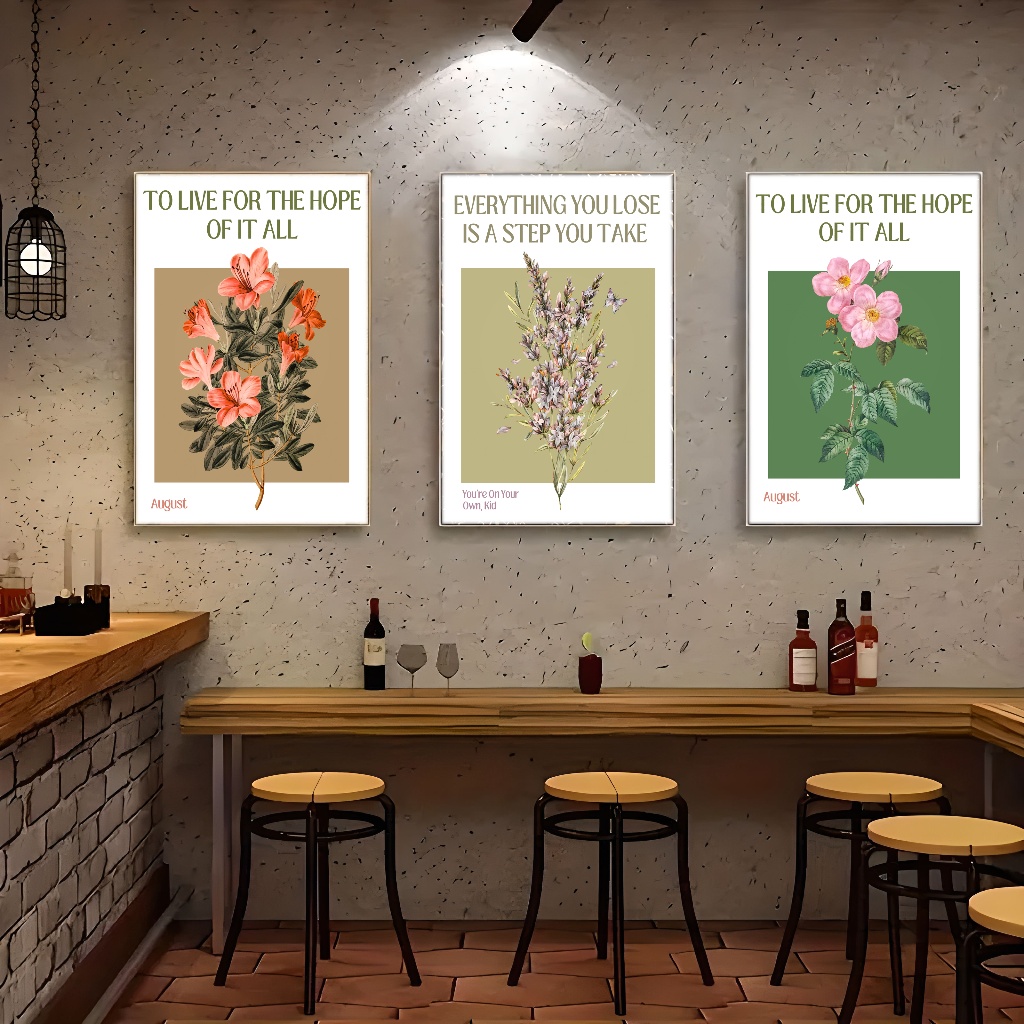 TO LIVE FOR THE HOPE
OF IT ALL
August
EVERYTHING YOU LOSE
IS A STEP YOU TAKE
You're On Your
Own, Kid
TO LIVE FOR THE HOPE
OF IT ALL
August